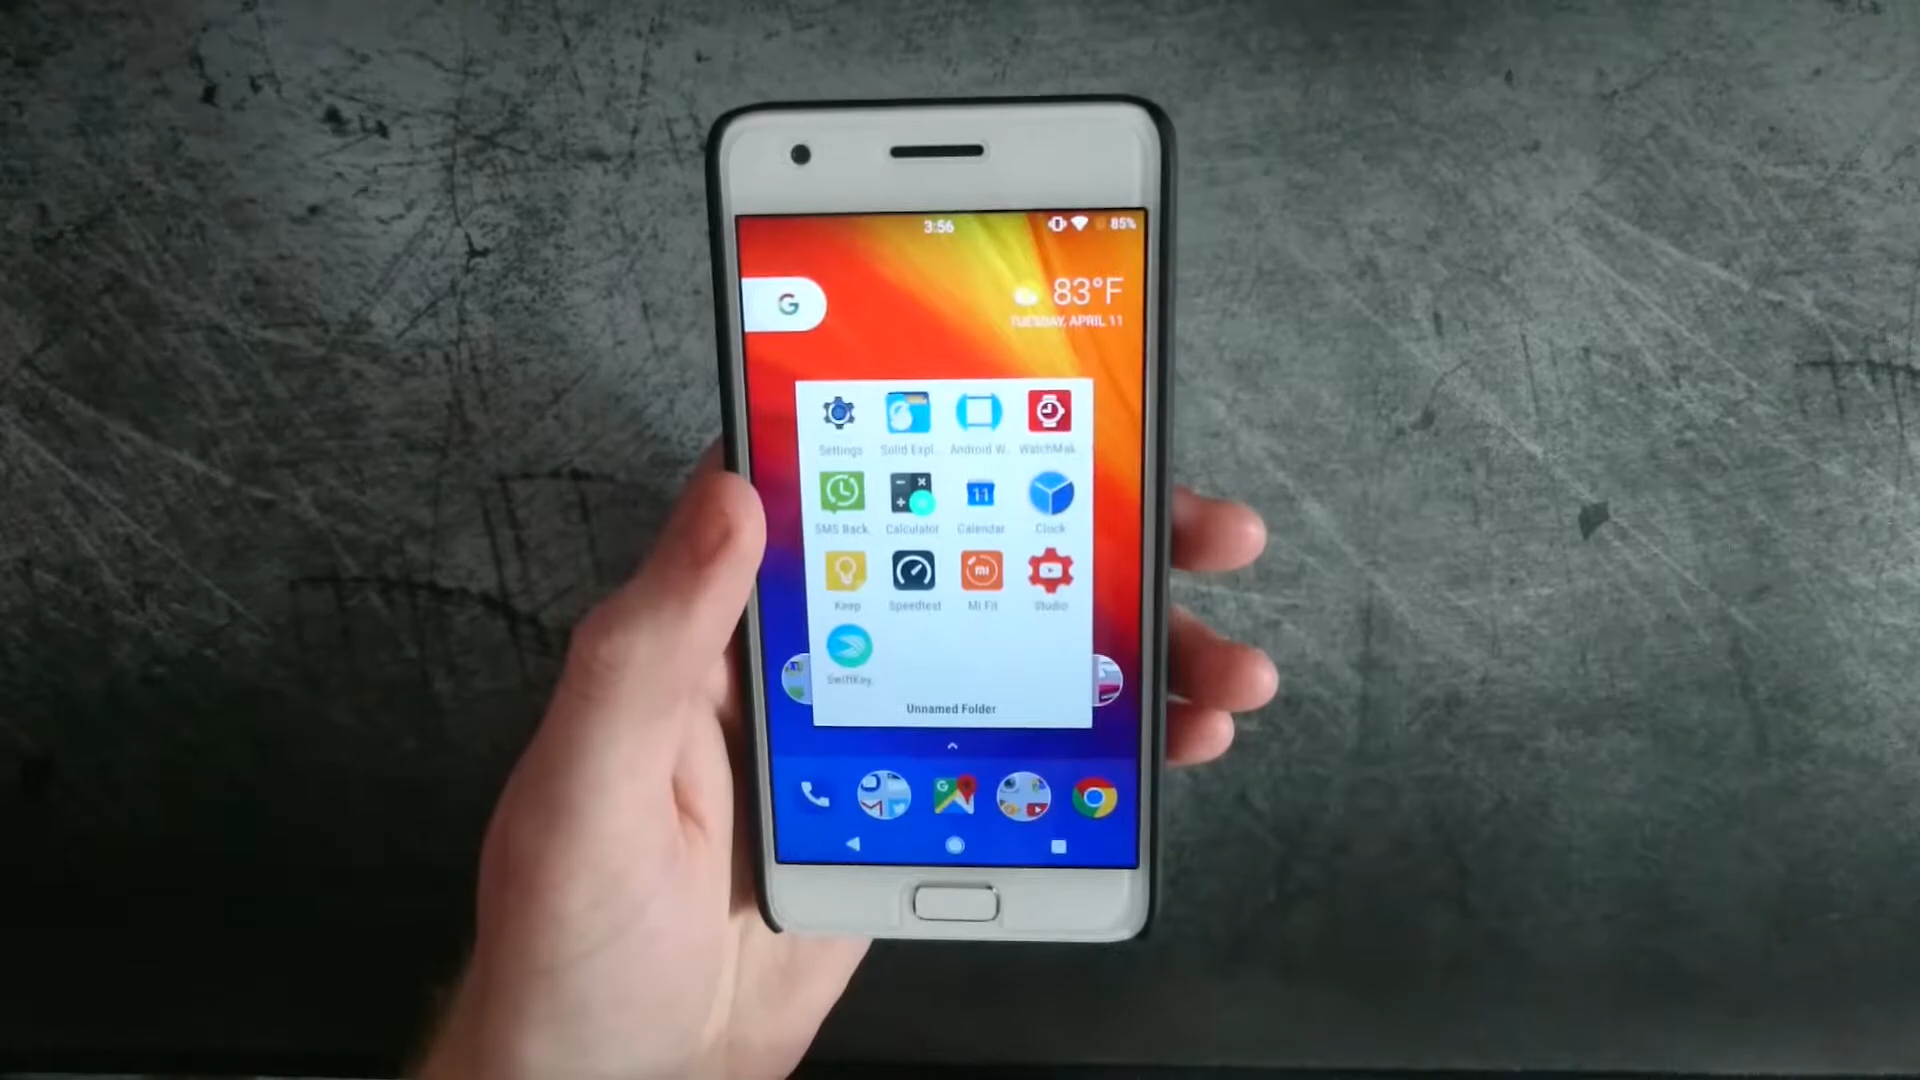 3:56 85%
G
83°F
TUESDAY, APRIL 11
Settings Solid Expl... Android W.. WatchMak
SMS Back. Calculator Calendar Clock
11
mi
Keep Speedtest Mi Fit Studio
SwiftKey.
Unnamed Folder
G